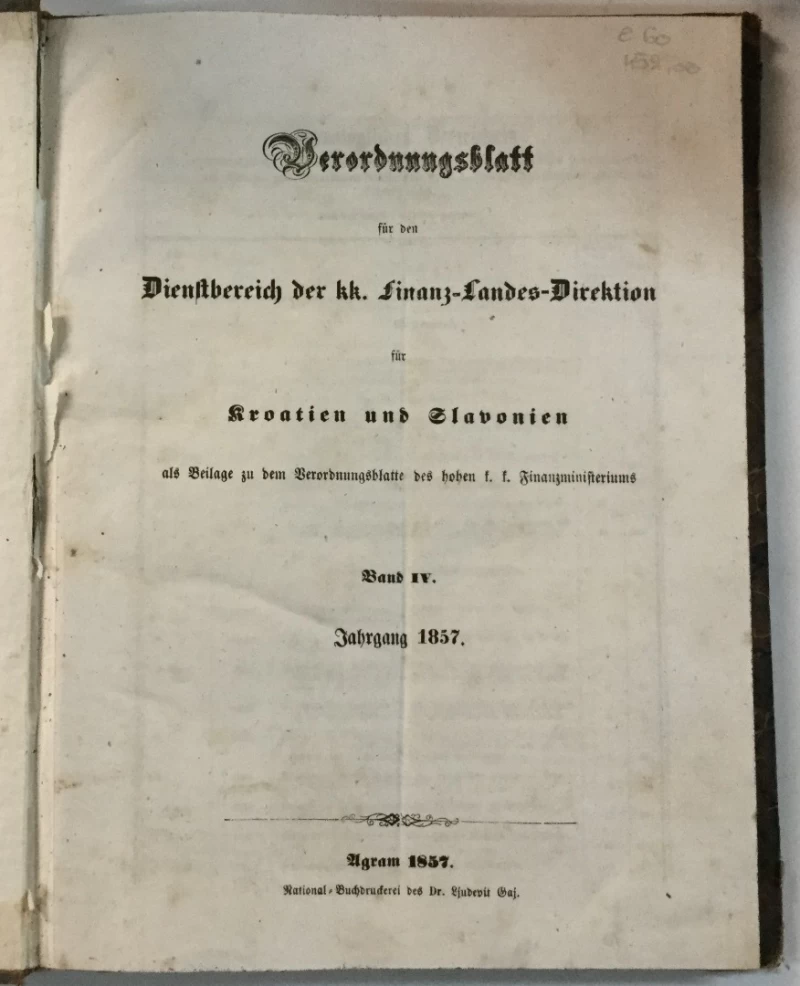 Verordnungsblatt
für den
Dienstbereich der kk. Finanz-Landes-Direktion
für
Kroatien und Slavonien
als Beilage zu dem Verordnungsblatte des hohen k. k. Finanzministeriums
Band IV.
Jahrgang 1857.
Agram 1857.
National-Buchdruckerei des Dr. Ljudevit Gaj.